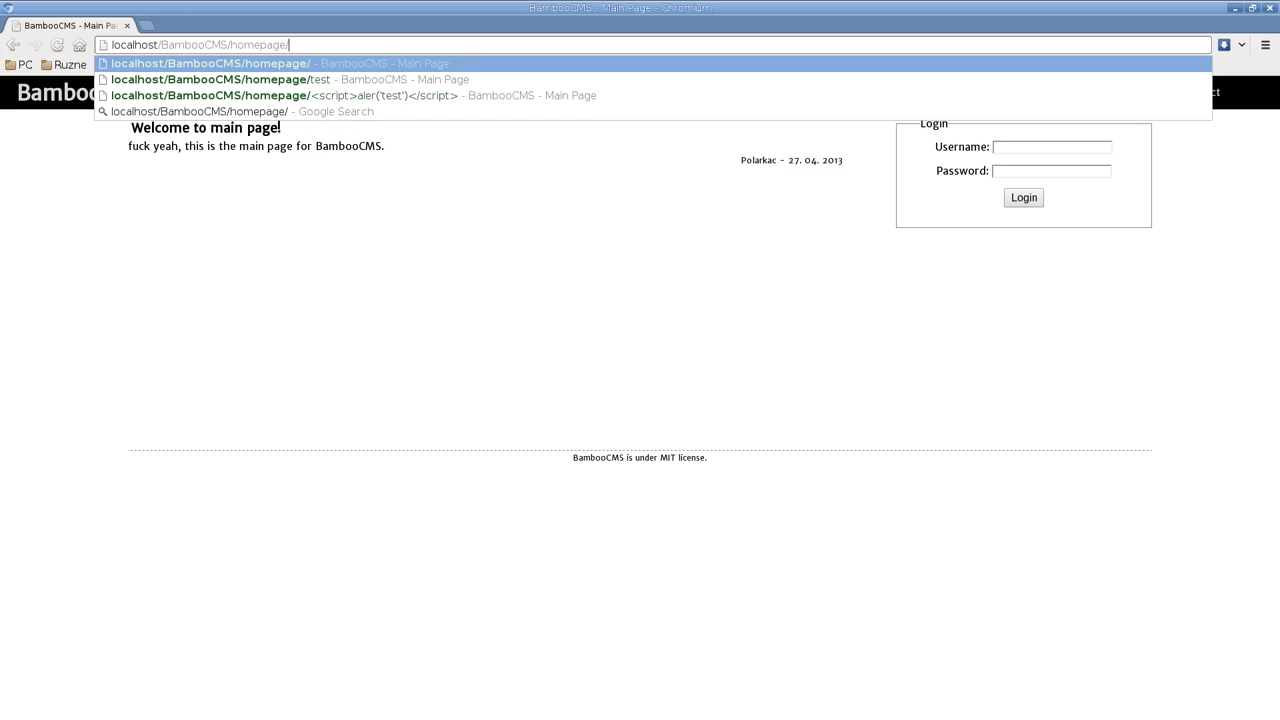 BambooCMS - Main Page - Chromium
BambooCMS - Main Pa
localhost/BambooCMS/homepage/
localhost/BambooCMS/homepage/ - BambooCMS - Main Page
PC Ruzne
localhost/BambooCMS/homepage/test - BambooCMS - Main Page
Bamboo
localhost/BambooCMS/homepage/<script>aler('test')</script> - BambooCMS - Main Page
ct
localhost/BambooCMS/homepage/ - Google Search
Welcome to main page!
fuck yeah, this is the main page for BambooCMS.
Polarkac - 27. 04. 2013
Login
Username:
Password:
Login
BambooCMS is under MIT license.